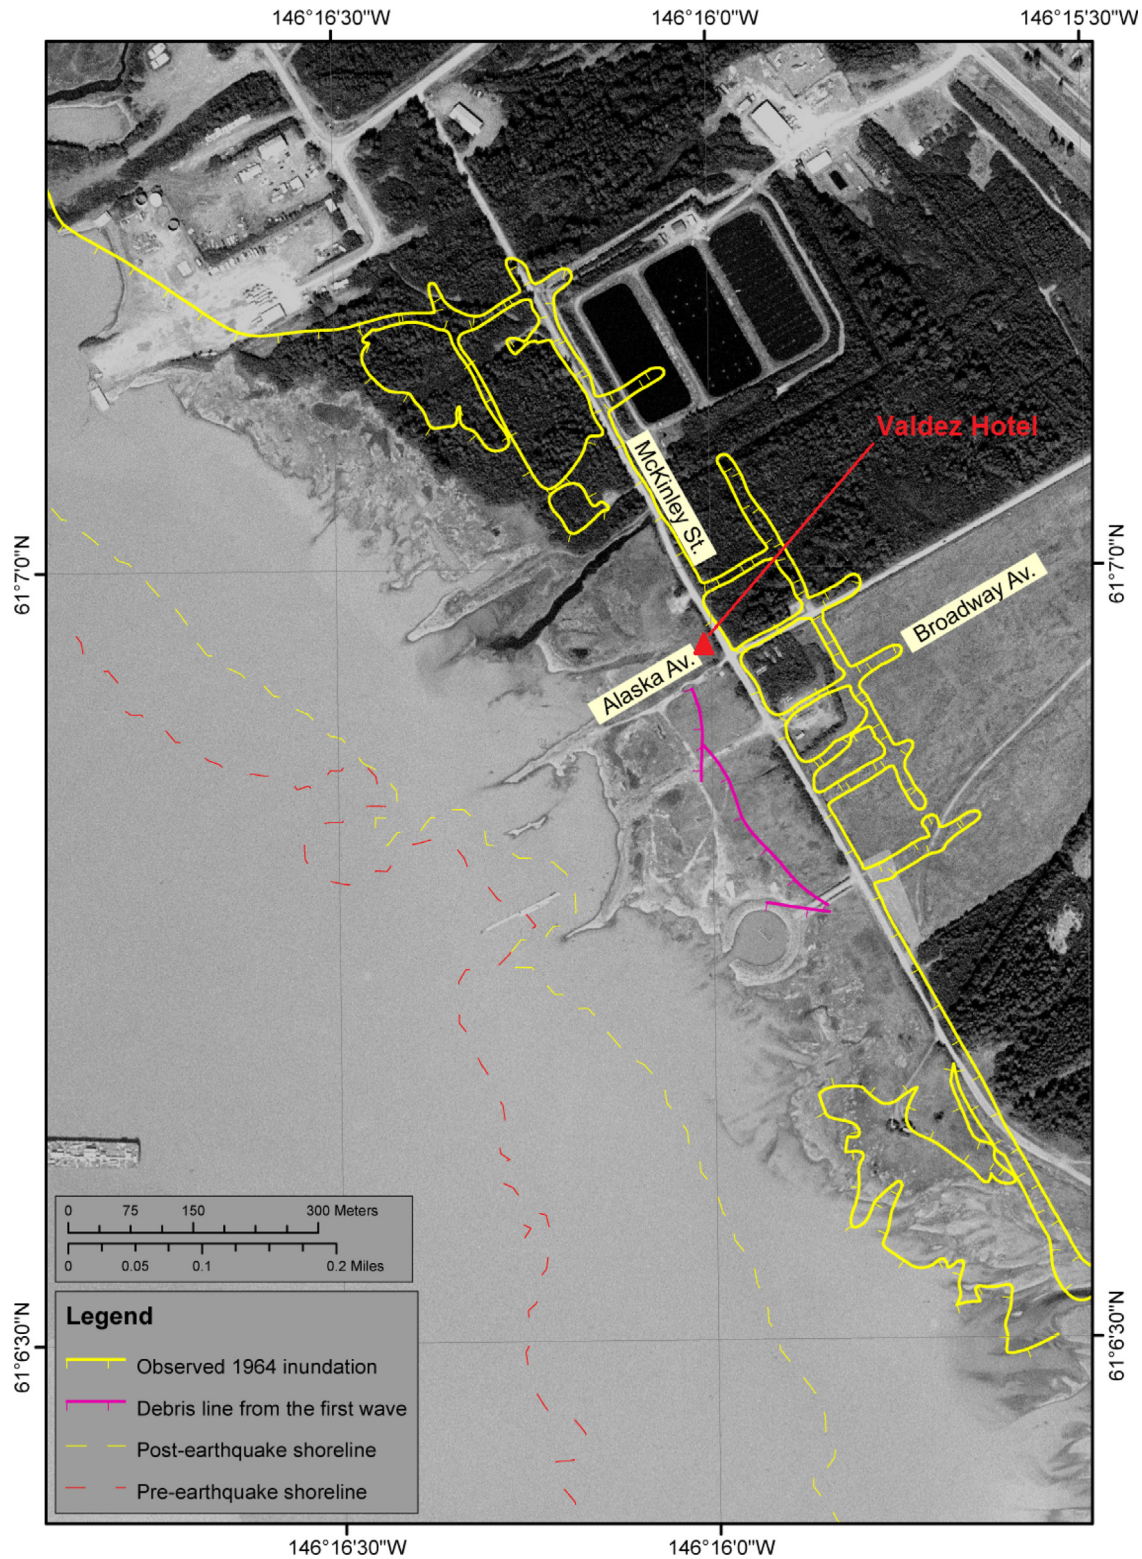 146°16'30"W
146°16'0"W
146°15'30"W
Valdez Hotel
McKinley St.
61°7'0"N
61°7'0"N
Broadway Av.
Alaska Av.
0 75 150 300 Meters
0 0.05 0.1 0.2 Miles
Legend
Observed 1964 inundation
Debris line from the first wave
Post-earthquake shoreline
Pre-earthquake shoreline
61°6'30"N
61°6'30"N
146°16'30"W
146°16'0"W